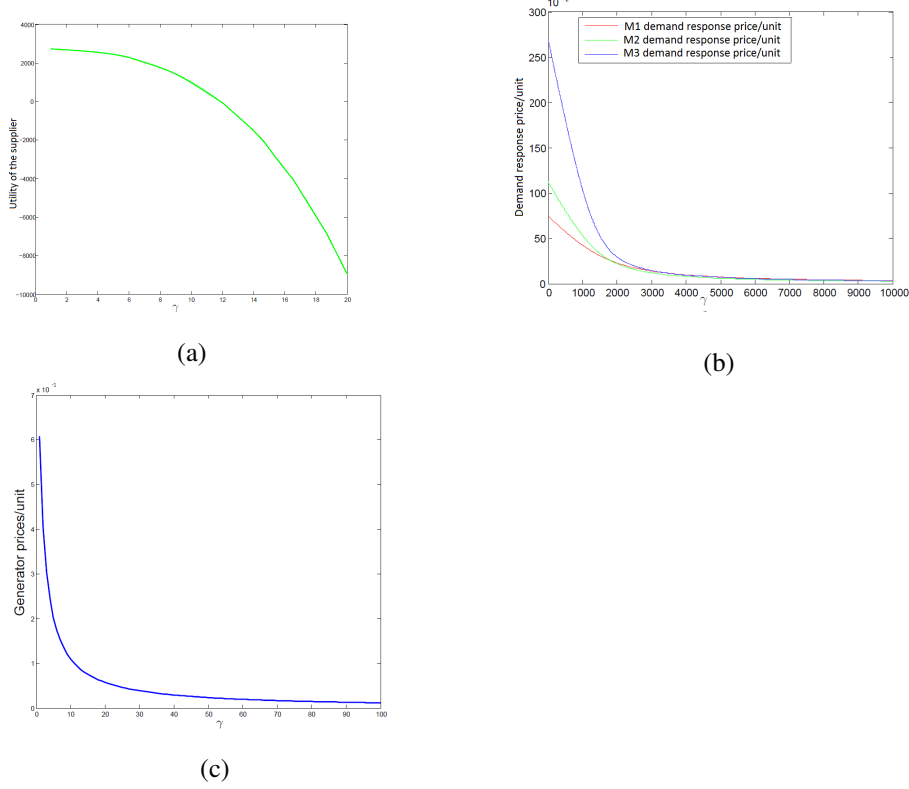 4000
2000
0
−2000
−4000
−6000
−8000
−10000
Utility of the supplier
0 2 4 6 8 10 12 14 16 18 20
γ
(a)
300
250
200
150
100
50
0
Demand response price/unit
M1 demand response price/unit
M2 demand response price/unit
M3 demand response price/unit
0 1000 2000 3000 4000 5000 6000 7000 8000 9000 10000
γ
(b)
x 10⁻¹
7
6
5
4
3
2
1
0
Generator prices/unit
0 10 20 30 40 50 60 70 80 90 100
γ
(c)